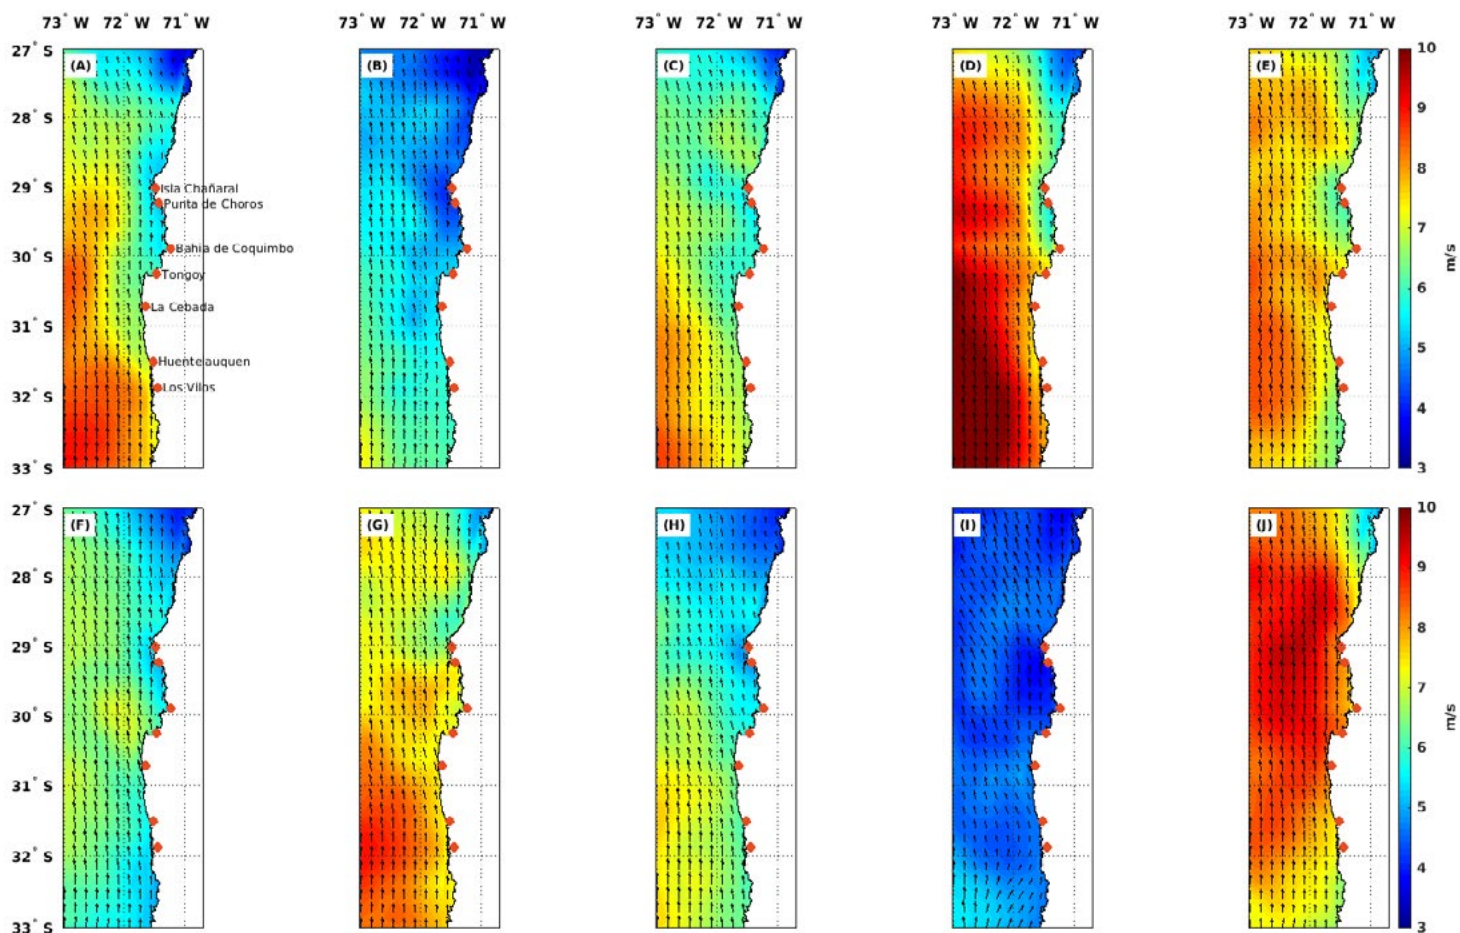 73° W 72° W 71° W 73° W 72° W 71° W 73° W 72° W 71° W 73° W 72° W 71° W 73° W 72° W 71° W
27° S
(A) (B) (C) (D) (E)
28° S
29° S
Isla Chañaral
Punta de Choros
30° S
Bahia de Coquimbo
Tongoy
31° S
La Cebada
Huentelauquen
32° S
Los Vilos
33° S
10
9
8
7
6
5
4
3
m/s
27° S
(F) (G) (H) (I) (J)
28° S
29° S
30° S
31° S
32° S
33° S
10
9
8
7
6
5
4
3
m/s